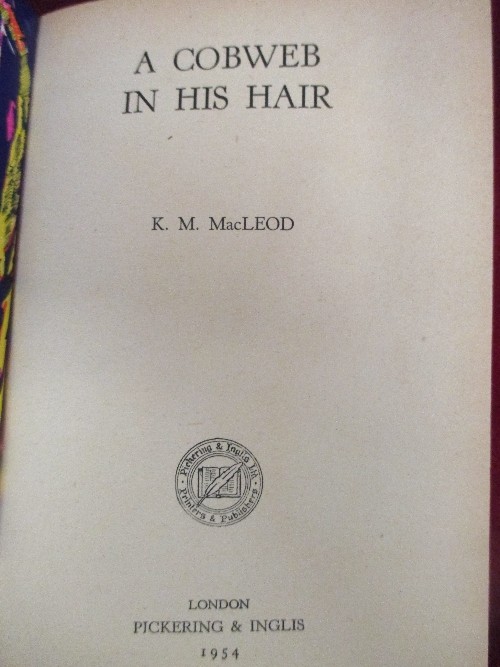 A COBWEB
IN HIS HAIR
K. M. MacLEOD
Pickering & Inglis Ltd
Printers & Publishers
LONDON
PICKERING & INGLIS
1954